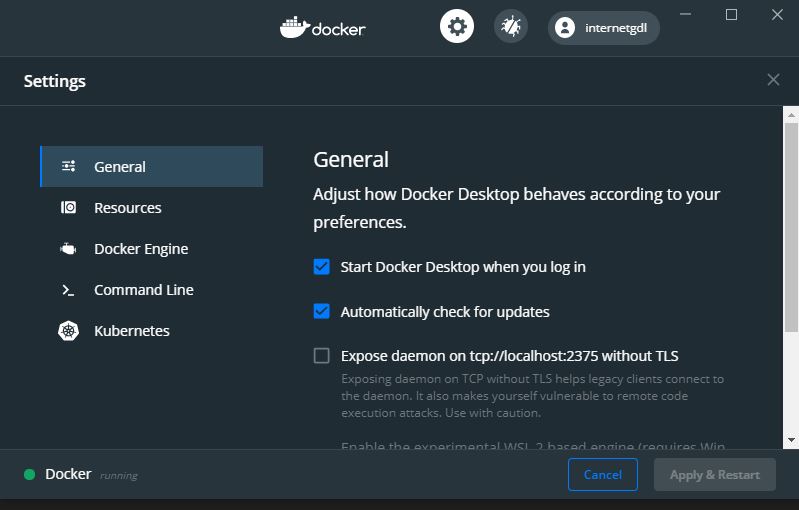 docker
internetgdl
Settings
General
Resources
Docker Engine
Command Line
Kubernetes
General
Adjust how Docker Desktop behaves according to your
preferences.
Start Docker Desktop when you log in
Automatically check for updates
Expose daemon on tcp://localhost:2375 without TLS
Exposing daemon on TCP without TLS helps legacy clients connect to
the daemon. It also makes yourself vulnerable to remote code
execution attacks. Use with caution.
Enable the experimental WSL 2 based engine (requires Win
Docker running
Cancel
Apply & Restart